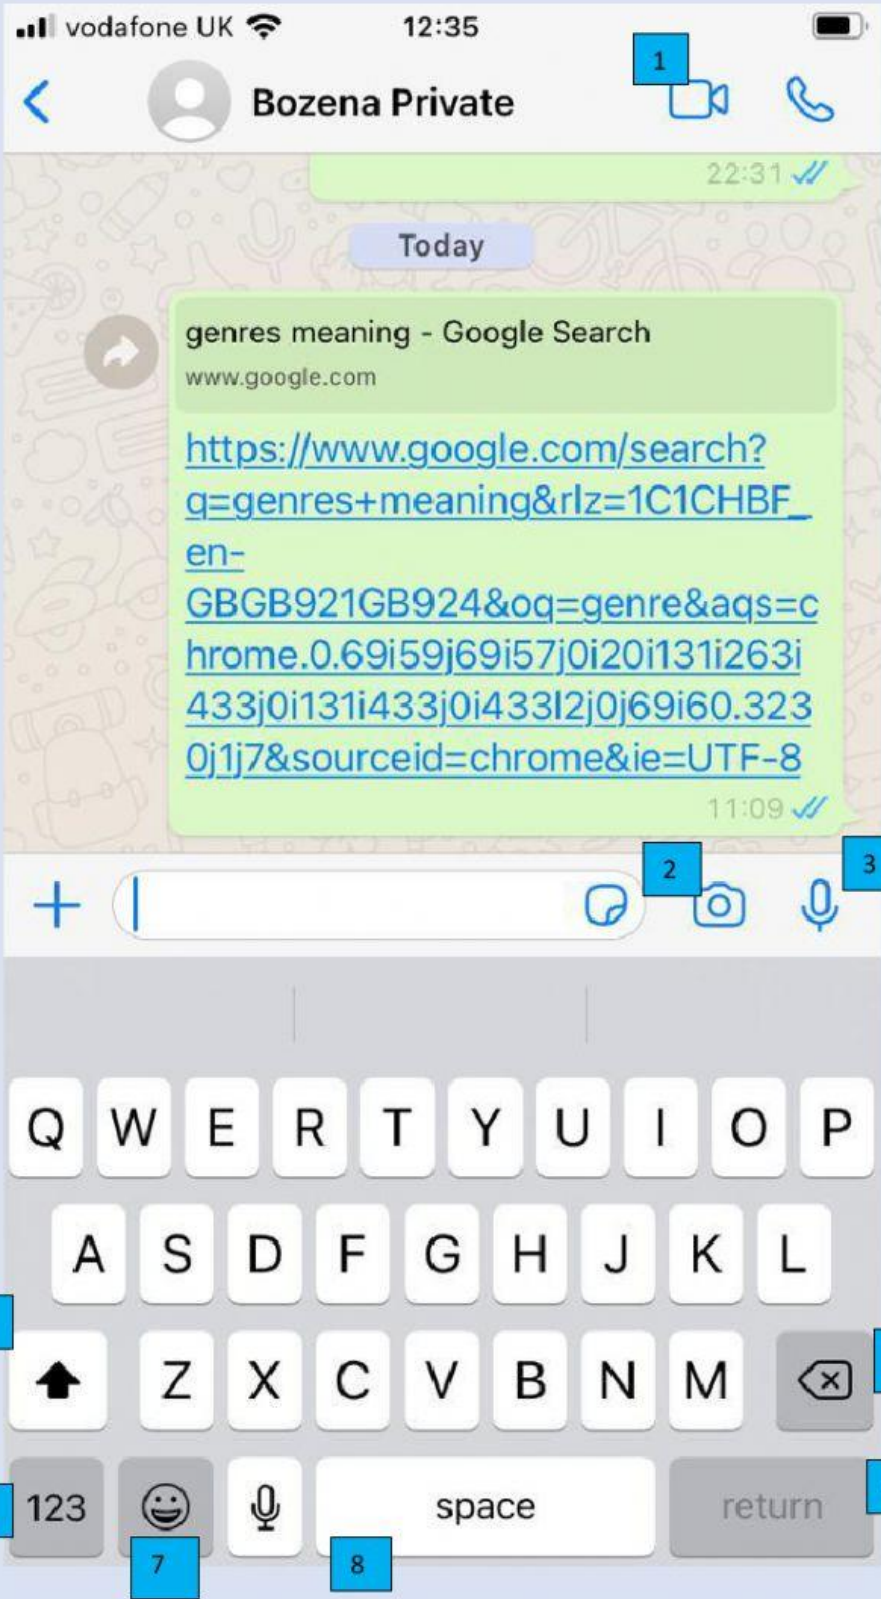 vodafone UK
12:35
1
Bozena Private
22:31
Today
genres meaning - Google Search
www.google.com
https://www.google.com/search?
q=genres+meaning&rlz=1C1CHBF_
en-
GBGB921GB924&oq=genre&aqs=c
hrome.0.69i59j69i57j0i20i131i263i
433j0i131i433j0i433l2j0j69i60.323
0j1j7&sourceid=chrome&ie=UTF-8
11:09
2
3
Q W E R T Y U I O P
A S D F G H J K L
Z X C V B N M
123 space return
7
8